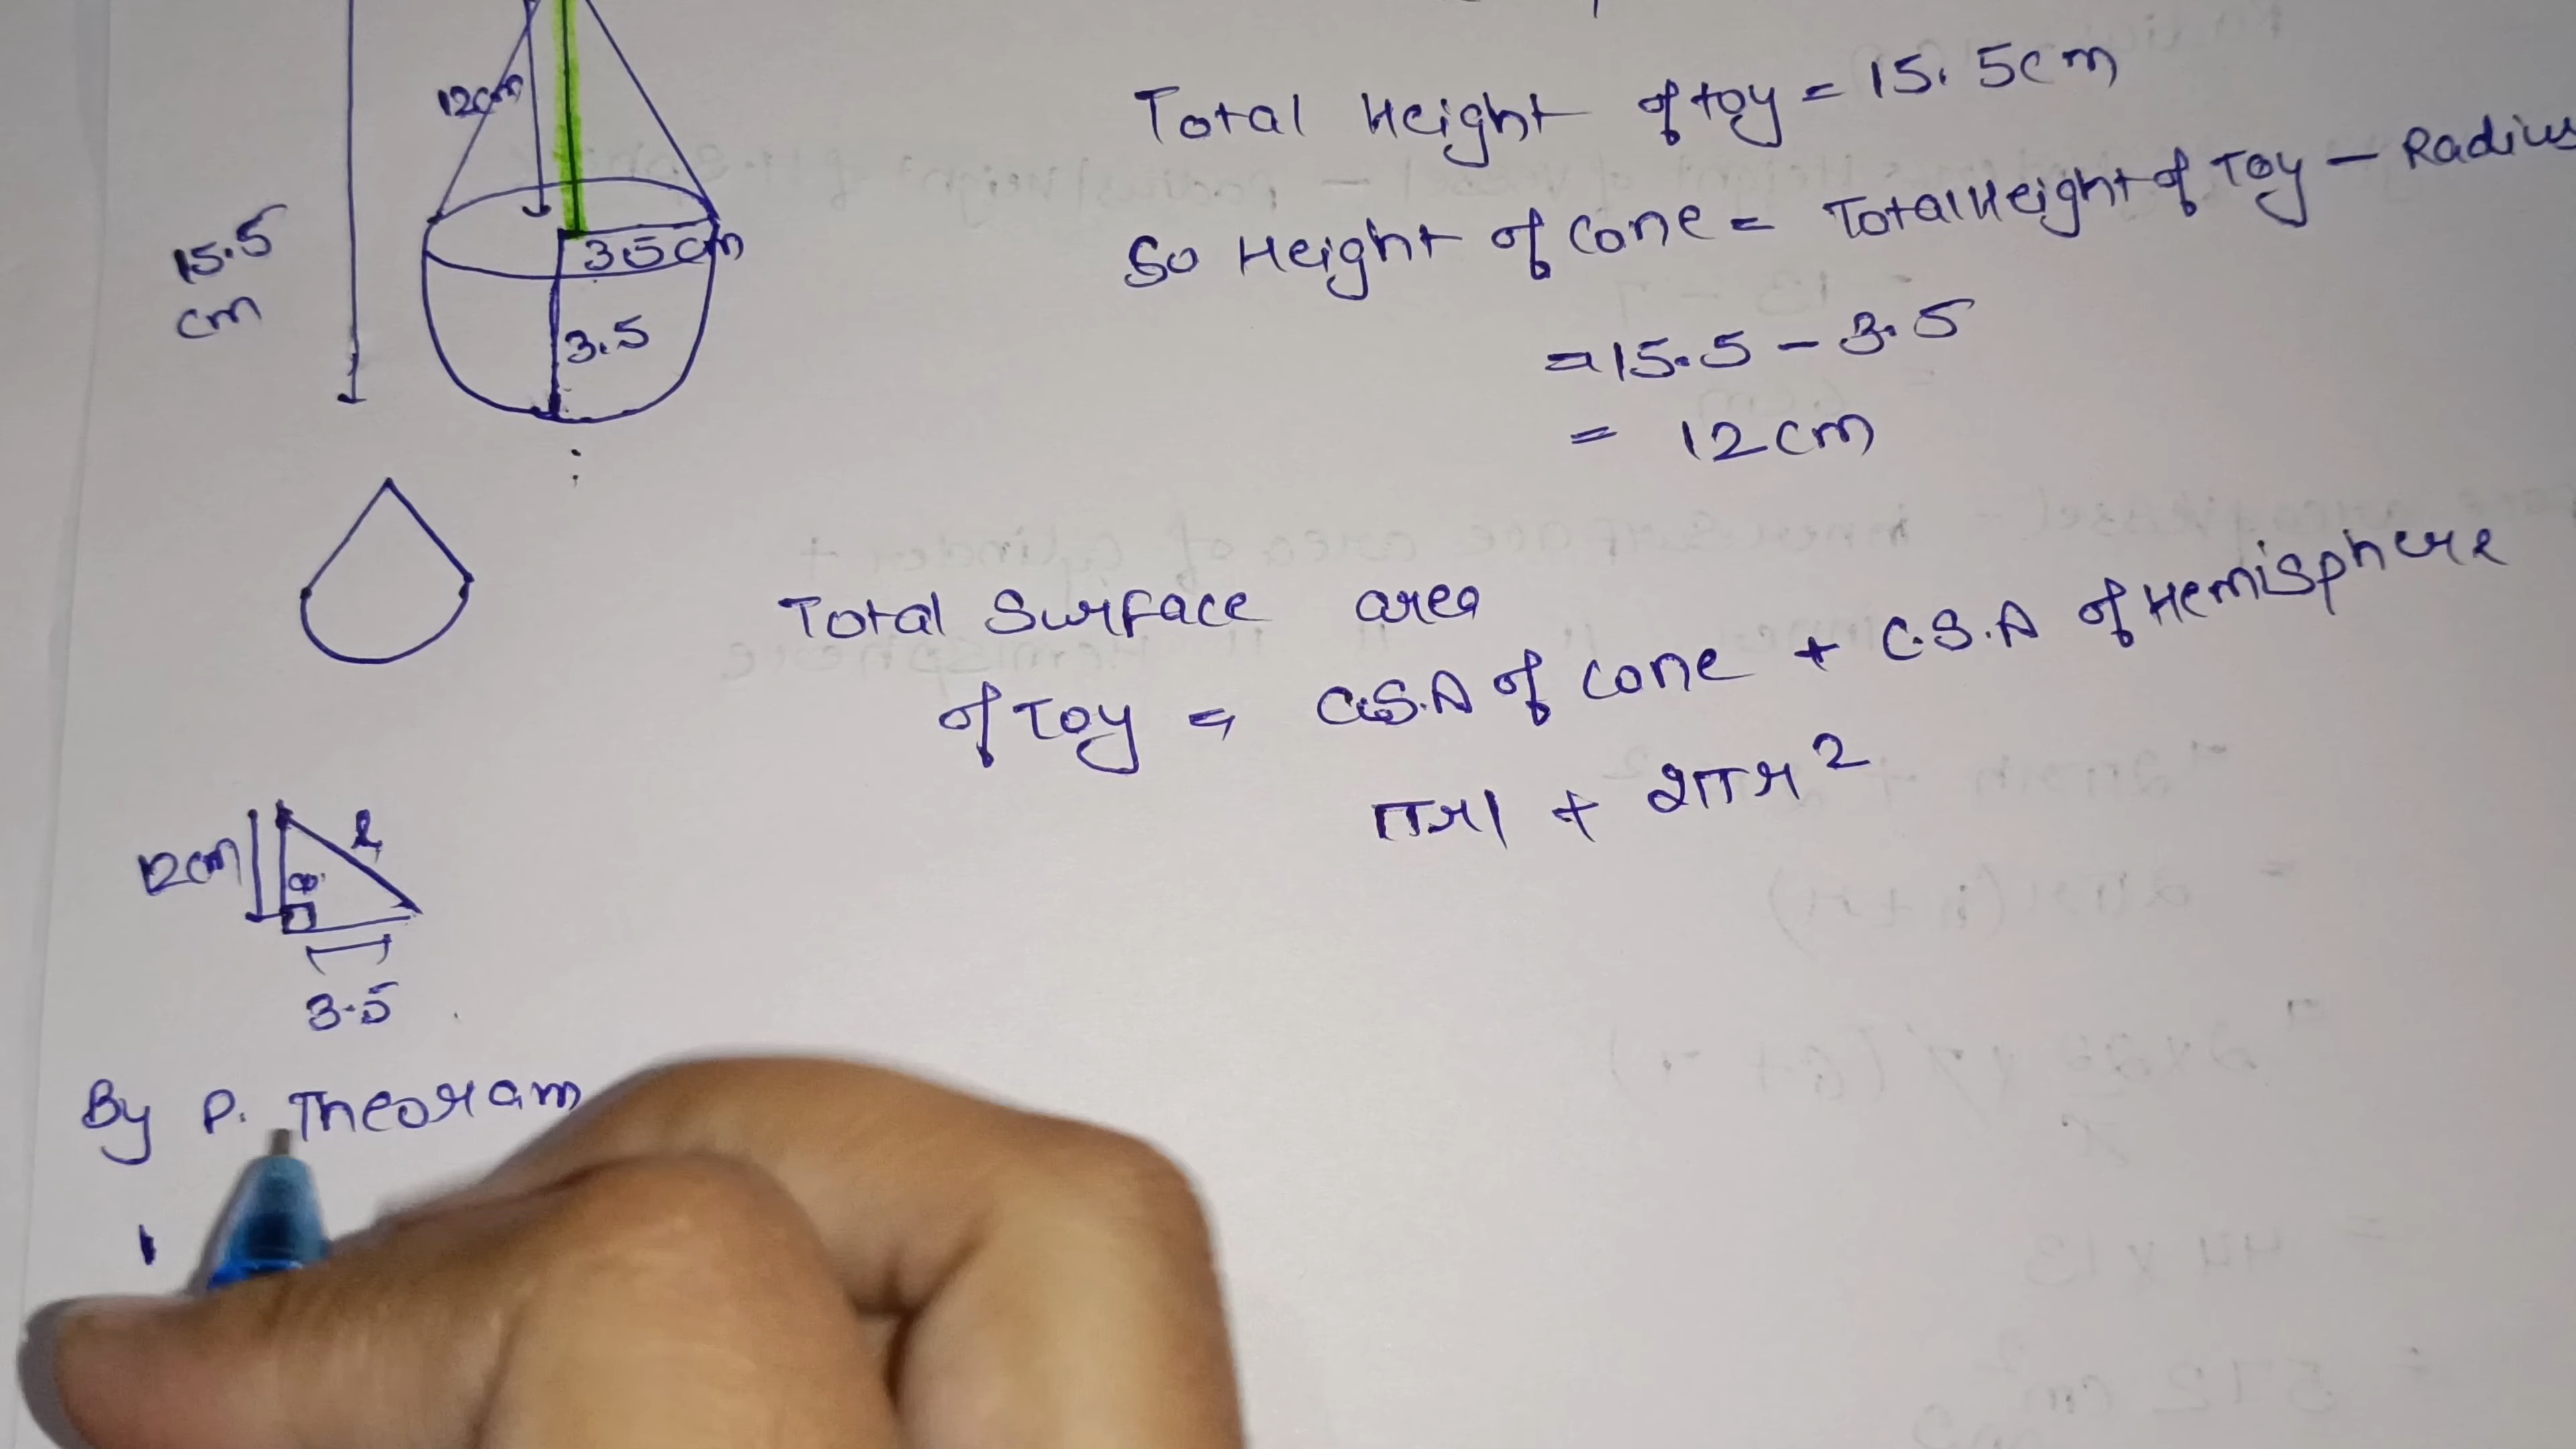 12cm
15.5
cm
3.5cm
3.5
Total Height of toy = 15.5cm
So Height of Cone = Total Height of Toy - Radius
= 15.5 - 3.5
= 12cm
Total Surface area
of Toy = C.S.A of cone + C.S.A of Hemisphere
πrl + 2πr²
12cm
l
90°
3.5
By P. Theoram